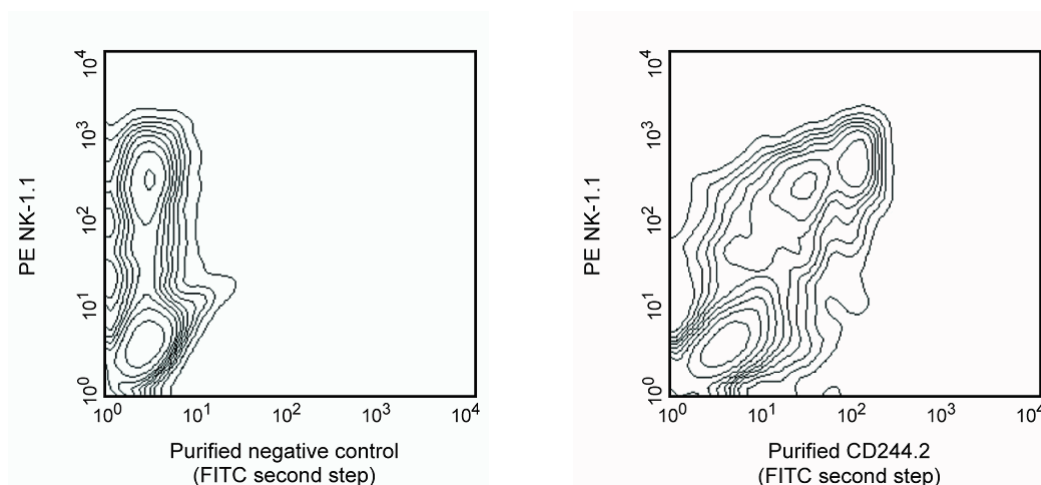 PE NK-1.1
10⁴
10³
10²
10¹
10⁰
10⁰ 10¹ 10² 10³ 10⁴
Purified negative control
(FITC second step)
PE NK-1.1
10⁴
10³
10²
10¹
10⁰
10⁰ 10¹ 10² 10³ 10⁴
Purified CD244.2
(FITC second step)